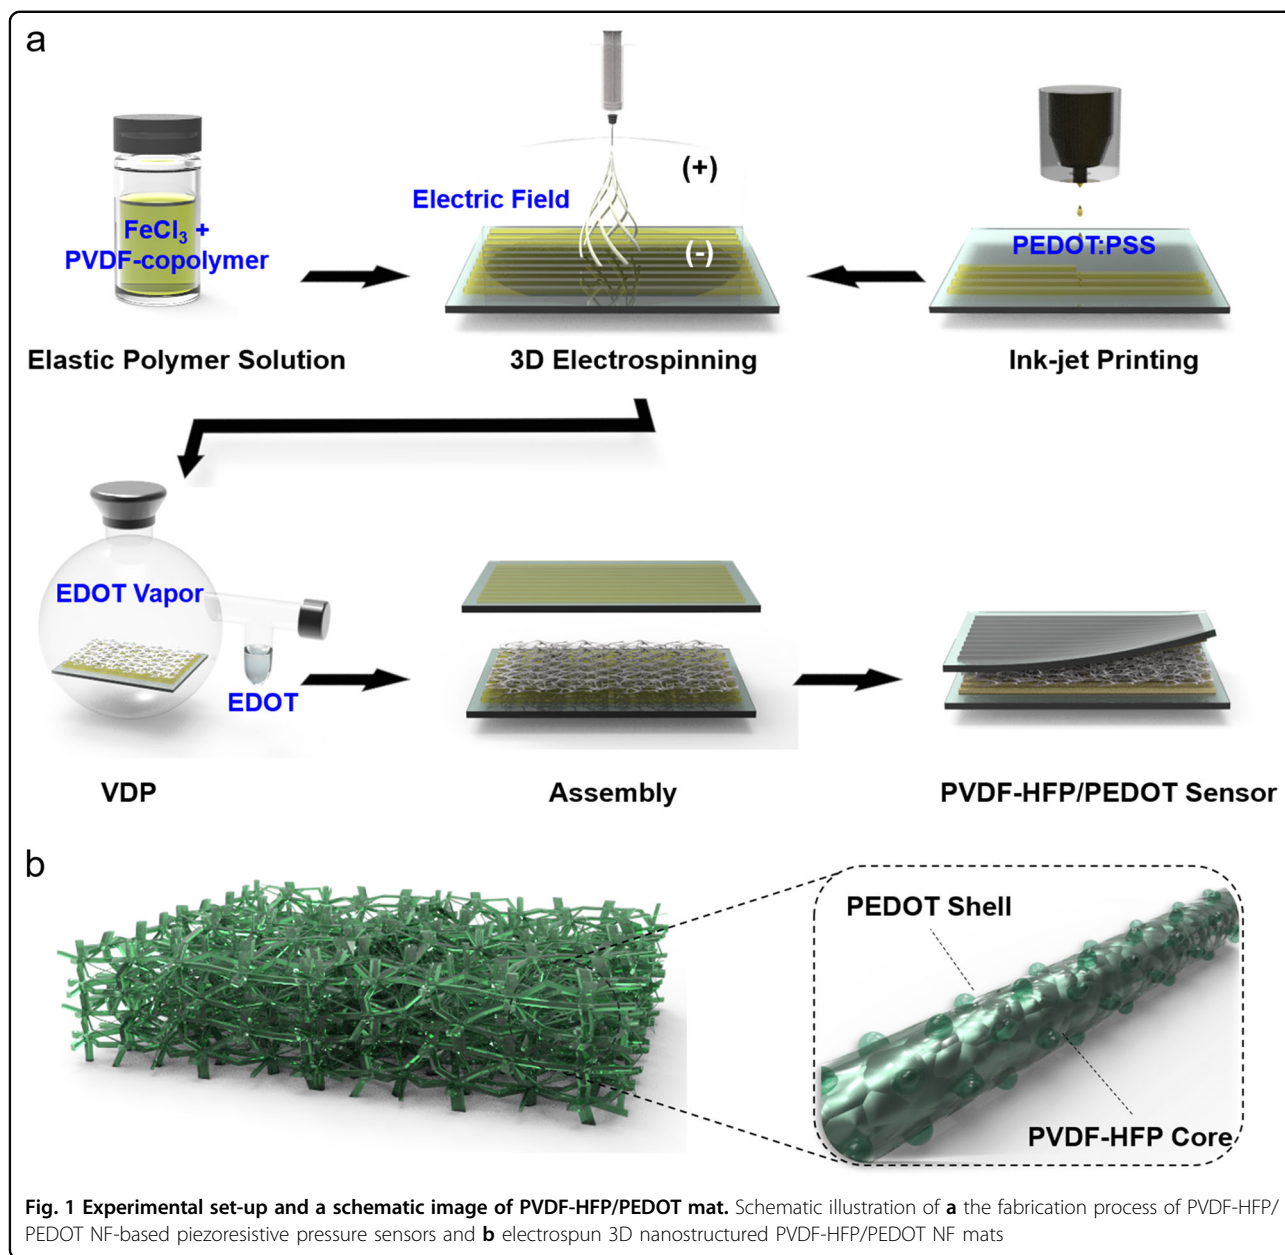 a
(+)
Electric Field
(-)
FeCl₃ +
PVDF-copolymer
PEDOT:PSS
Elastic Polymer Solution
3D Electrospinning
Ink-jet Printing
EDOT Vapor
EDOT
VDP
Assembly
PVDF-HFP/PEDOT Sensor
b
PEDOT Shell
PVDF-HFP Core
Fig. 1 Experimental set-up and a schematic image of PVDF-HFP/PEDOT mat. Schematic illustration of a the fabrication process of PVDF-HFP/
PEDOT NF-based piezoresistive pressure sensors and b electrospun 3D nanostructured PVDF-HFP/PEDOT NF mats